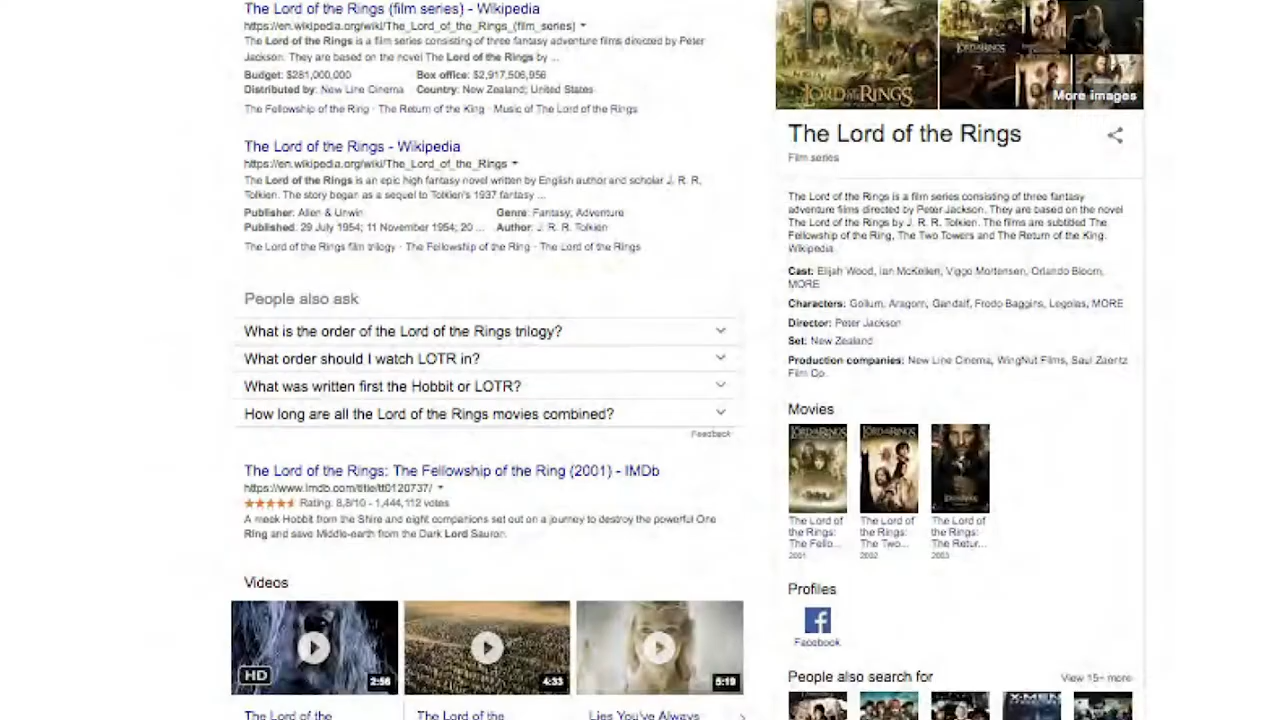 The Lord of the Rings (film series) - Wikipedia
https://en.wikipedia.org/wiki/The_Lord_of_the_Rings_(film_series)
The Lord of the Rings is a film series consisting of three fantasy adventure films directed by Peter
Jackson. They are based on the novel The Lord of the Rings by ...
Budget: $281,000,000 Box office: $2,917,506,956
Distributed by: New Line Cinema Country: New Zealand; United States
The Fellowship of the Ring · The Return of the King · Music of The Lord of the Rings
The Lord of the Rings - Wikipedia
https://en.wikipedia.org/wiki/The_Lord_of_the_Rings
The Lord of the Rings is an epic high fantasy novel written by English author and scholar J. R. R.
Tolkien. The story began as a sequel to Tolkien's 1937 fantasy ...
Publisher: Allen & Unwin Genre: Fantasy, Adventure
Published: 29 July 1954; 11 November 1954; 20 ... Author: J. R. R. Tolkien
The Lord of the Rings film trilogy · The Fellowship of the Ring · The Lord of the Rings
People also ask
What is the order of the Lord of the Rings trilogy?
What order should I watch LOTR in?
What was written first the Hobbit or LOTR?
How long are all the Lord of the Rings movies combined?
Feedback
The Lord of the Rings: The Fellowship of the Ring (2001) - IMDb
https://www.imdb.com/title/tt0120737/
Rating: 8.8/10 - 1,444,112 votes
A meek Hobbit from the Shire and eight companions set out on a journey to destroy the powerful One
Ring and save Middle-earth from the Dark Lord Sauron.
Videos
HD 2:56
4:33
5:19
The Lord of the
The Lord of the
Lies You've Always
LORD OF THE RINGS
More images
The Lord of the Rings
Film series
The Lord of the Rings is a film series consisting of three fantasy
adventure films directed by Peter Jackson. They are based on the novel
The Lord of the Rings by J. R. R. Tolkien. The films are subtitled The
Fellowship of the Ring, The Two Towers and The Return of the King.
Wikipedia
Cast: Elijah Wood, Ian McKellen, Viggo Mortensen, Orlando Bloom,
MORE
Characters: Gollum, Aragorn, Gandalf, Frodo Baggins, Legolas, MORE
Director: Peter Jackson
Set: New Zealand
Production companies: New Line Cinema, WingNut Films, Saul Zaentz
Film Co.
Movies
The Lord of the Rings: The Fello... 2001
The Lord of the Rings: The Two... 2002
The Lord of the Rings: The Retur... 2003
Profiles
Facebook
People also search for
View 15+ more
X-MEN